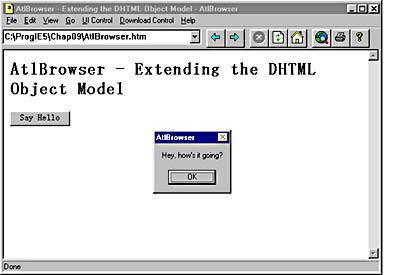 AtlBrowser - Extending the DHTML Object Model - AtlBrowser
File Edit View Go UI Control Download Control Help
C:\ProgIE5\Chap09\AtlBrowser.htm
AtlBrowser - Extending the DHTML
Object Model
Say Hello
AtlBrowser
Hey, how's it going?
OK
Done